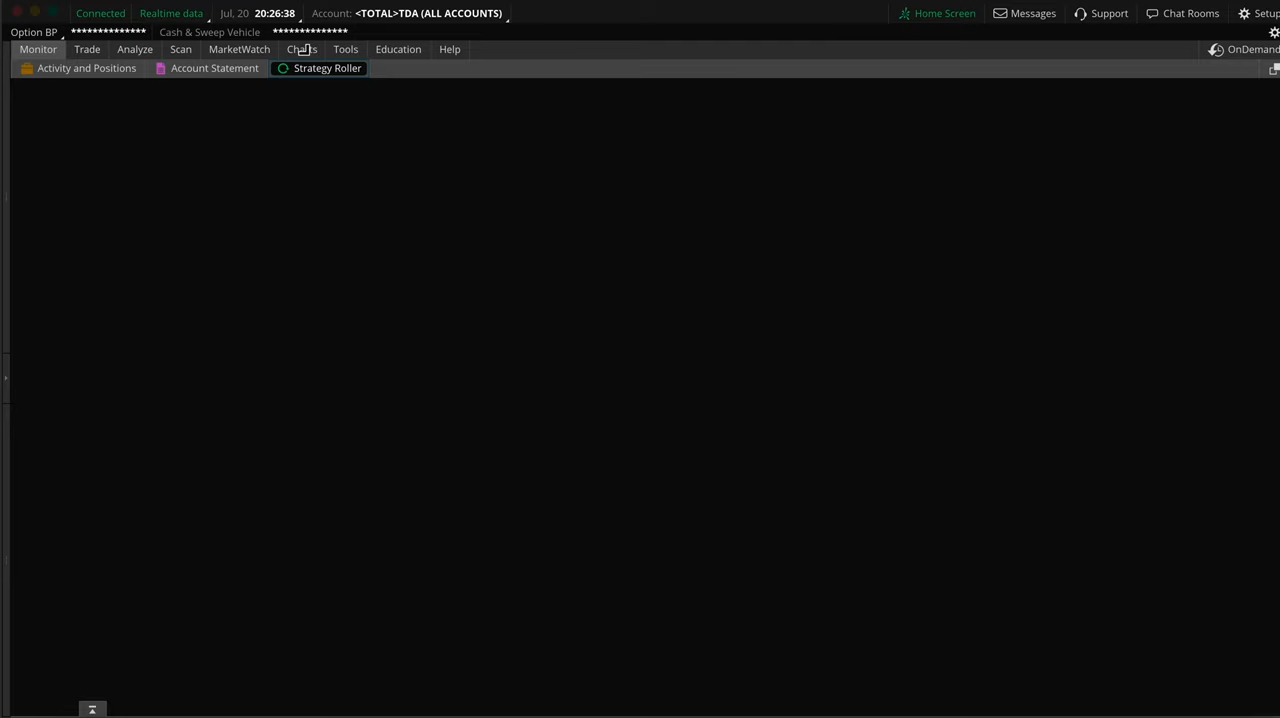 Connected Realtime data Jul, 20 20:26:38 Account: <TOTAL>TDA (ALL ACCOUNTS) Home Screen Messages Support Chat Rooms Setup
Option BP ************** Cash & Sweep Vehicle **************
Monitor Trade Analyze Scan MarketWatch Charts Tools Education Help OnDemand
Activity and Positions Account Statement Strategy Roller